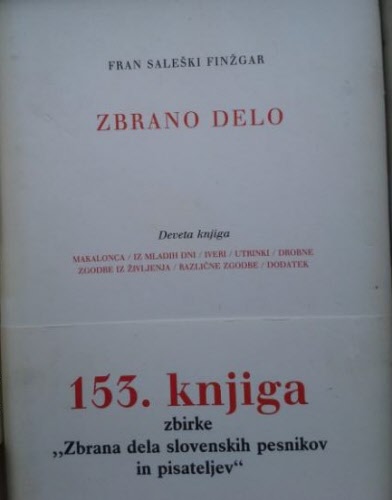 FRAN SALEŠKI FINŽGAR
ZBRANO DELO
Deveta knjiga
MAKALONCA / IZ MLADIH DNI / IVERI / UTRINKI / DROBNE
ZGODBE IZ ŽIVLJENJA / RAZLIČNE ZGODBE / DODATEK
153. knjiga
zbirke
„Zbrana dela slovenskih pesnikov
in pisateljev“